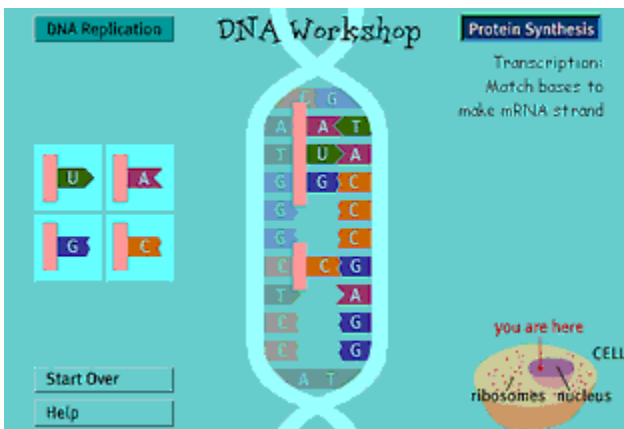 DNA Replication
DNA Workshop
Protein Synthesis
Transcription:
Match bases to
make mRNA strand
C G
A A T
T U A
G G C
G C
G C
C C G
T A
C G
C G
A T
U A
G C
Start Over
Help
you are here
CELL
ribosomes nucleus